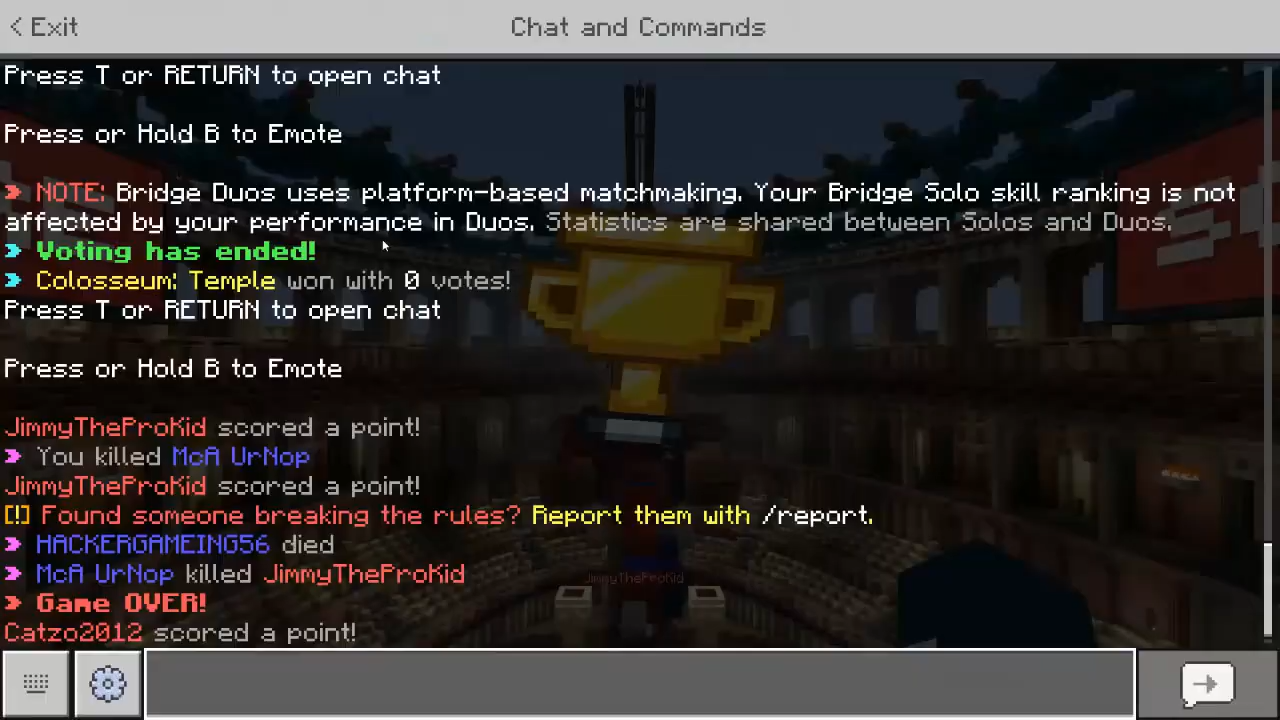 < Exit
Chat and Commands
Press T or RETURN to open chat
Press or Hold B to Emote
NOTE: Bridge Duos uses platform-based matchmaking. Your Bridge Solo skill ranking is not
affected by your performance in Duos. Statistics are shared between Solos and Duos.
Voting has ended!
Colosseum: Temple won with 0 votes!
Press T or RETURN to open chat
Press or Hold B to Emote
JimmyTheProKid scored a point!
You killed McA UrNop
JimmyTheProKid scored a point!
[!] Found someone breaking the rules? Report them with /report.
HACKERGAMEING56 died
McA UrNop killed JimmyTheProKid
JimmyTheProKid
Game OVER!
Catzo2012 scored a point!